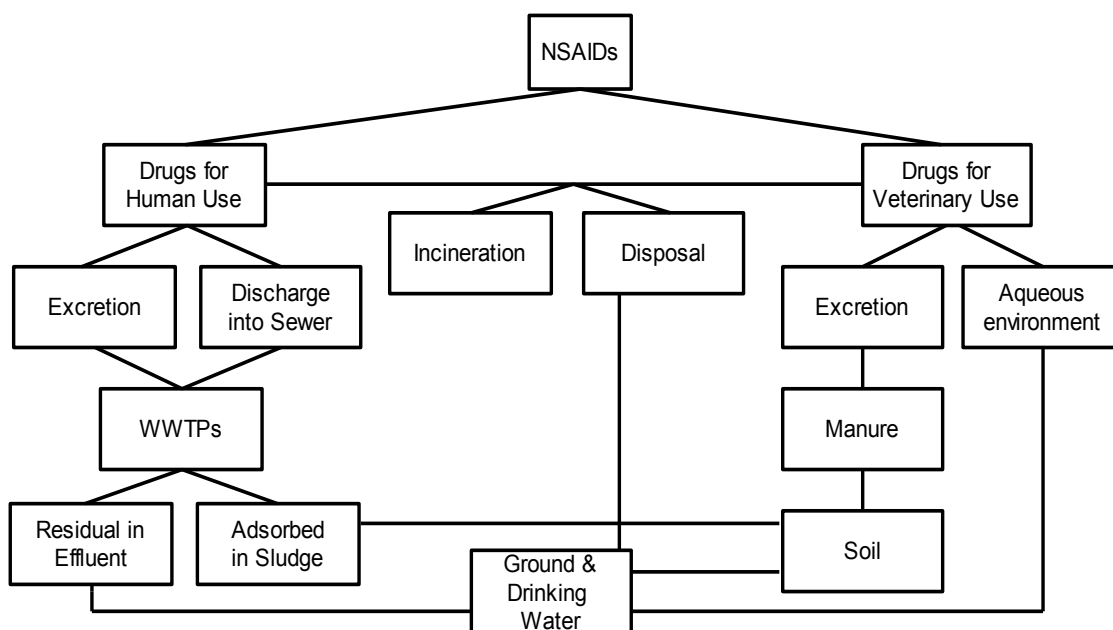 NSAIDs
Drugs for
Human Use
Drugs for
Veterinary Use
Incineration
Disposal
Excretion
Discharge
into Sewer
Excretion
Aqueous
environment
WWTPs
Manure
Residual in
Effluent
Adsorbed
in Sludge
Soil
Ground &
Drinking
Water